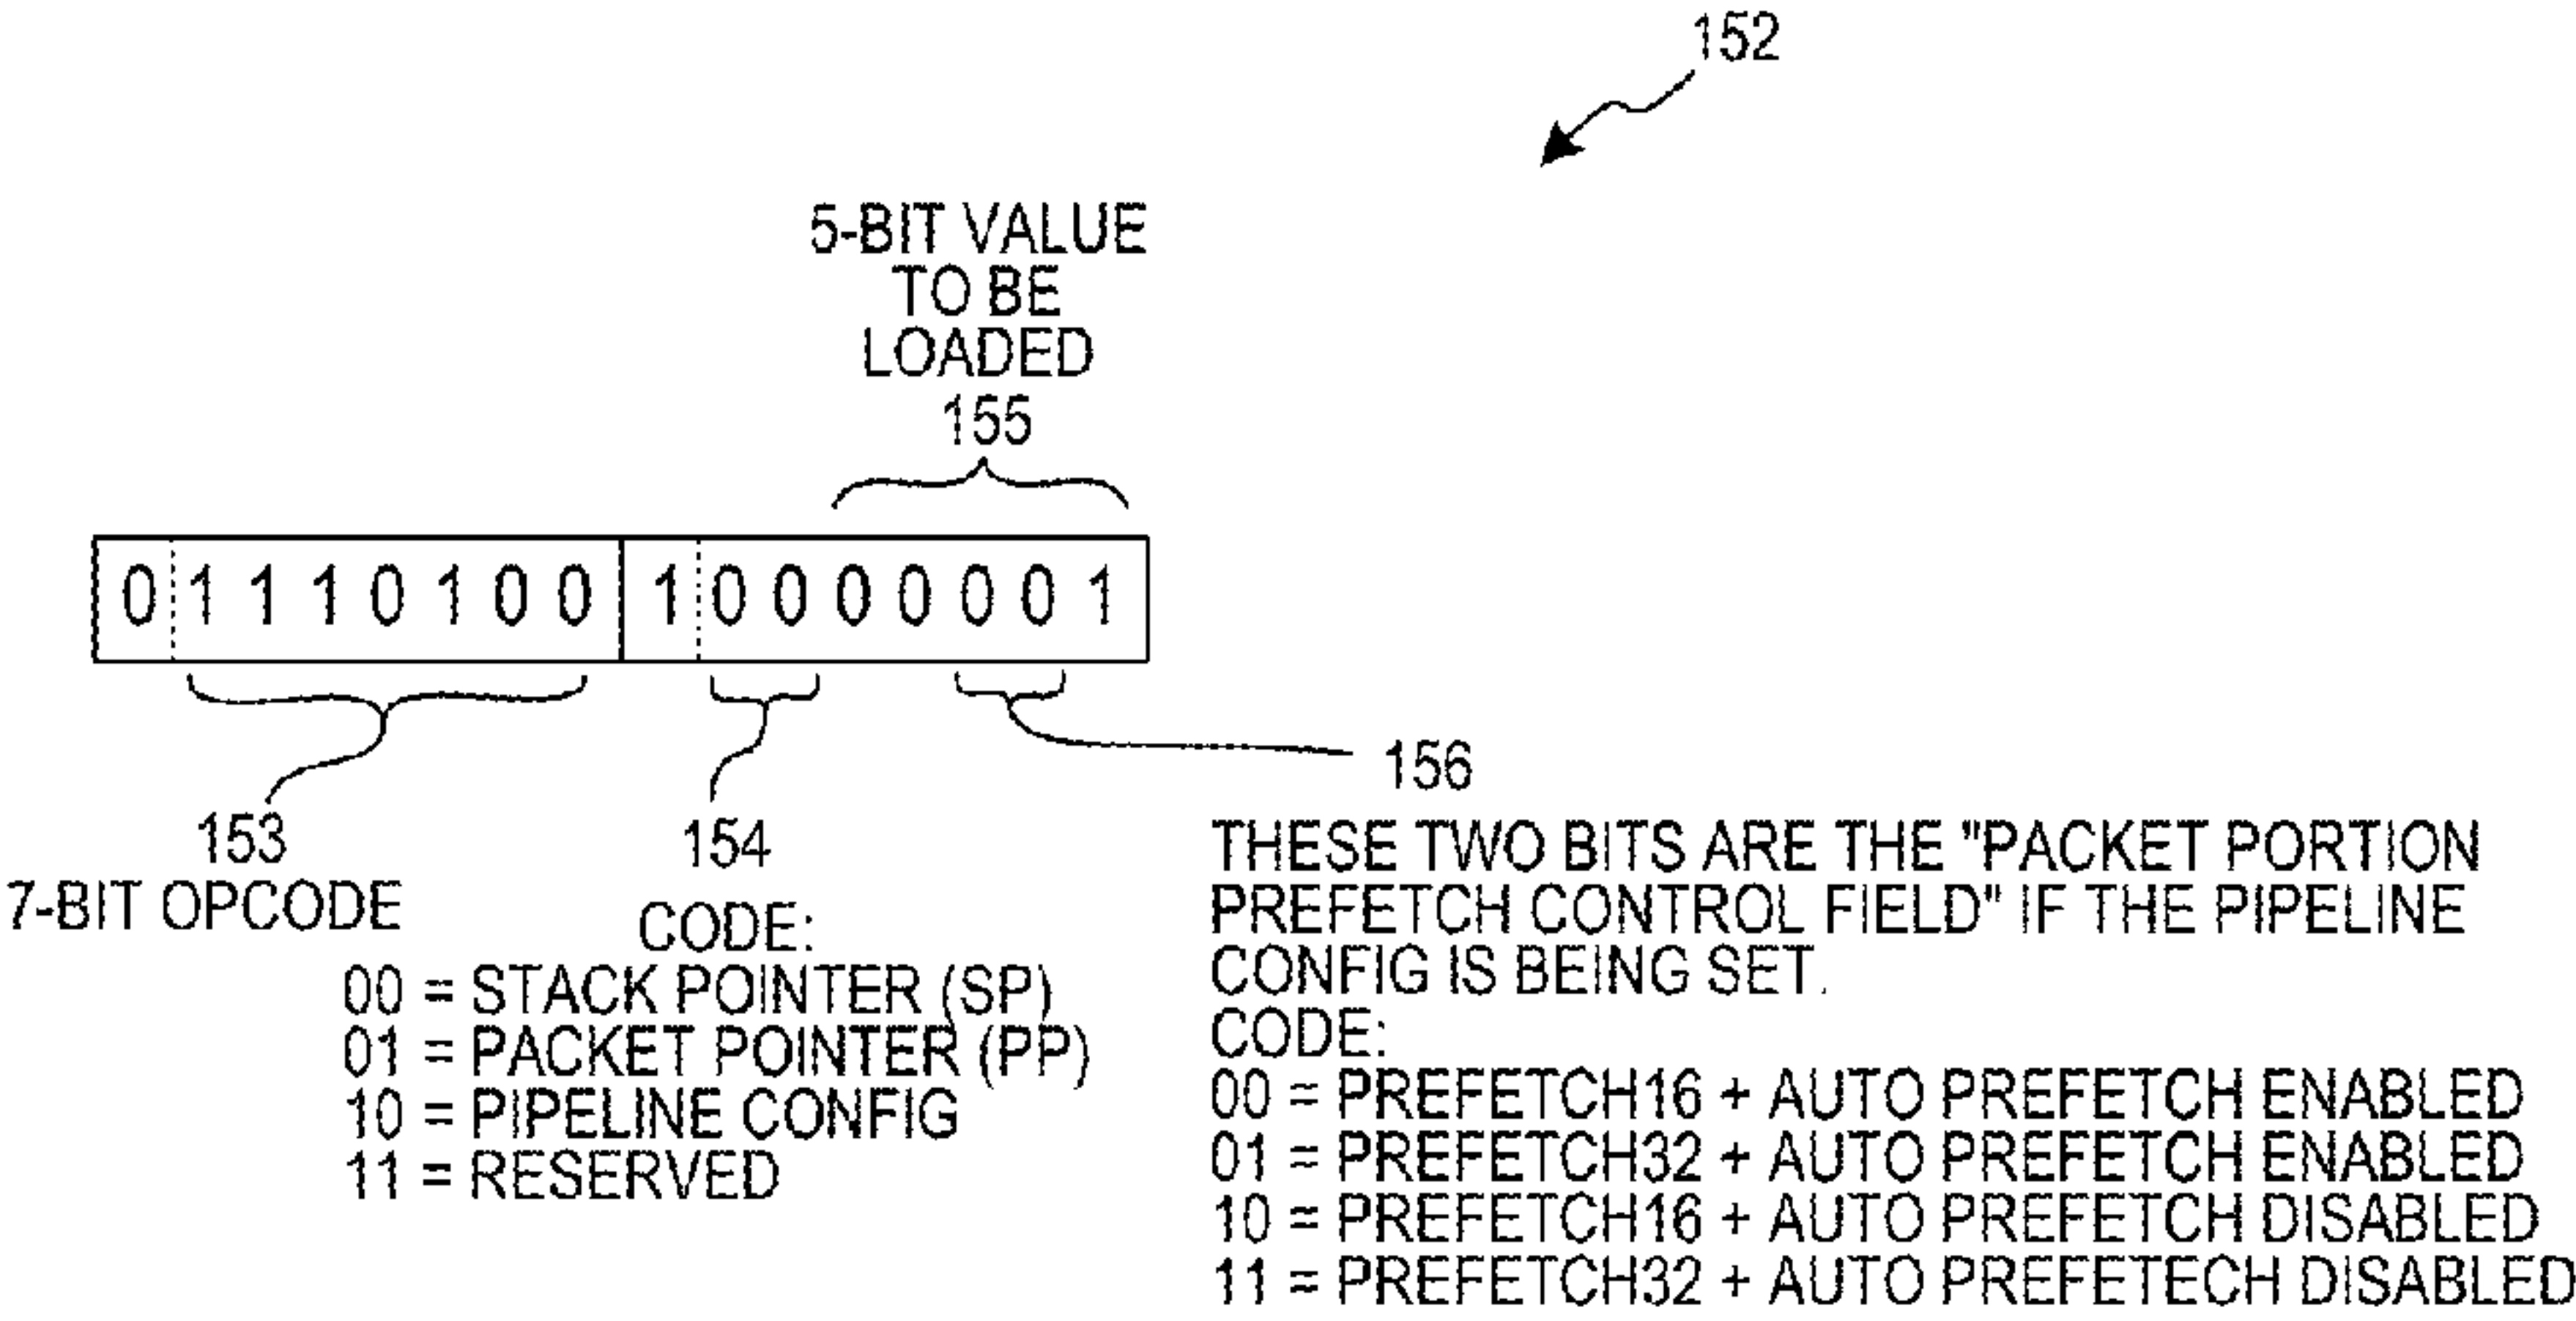 152
5-BIT VALUE
TO BE
LOADED
155
0 1 1 1 0 1 0 0 1 0 0 0 0 0 0 1
156
153
7-BIT OPCODE
154
CODE:
00 = STACK POINTER (SP)
01 = PACKET POINTER (PP)
10 = PIPELINE CONFIG
11 = RESERVED
THESE TWO BITS ARE THE "PACKET PORTION
PREFETCH CONTROL FIELD" IF THE PIPELINE
CONFIG IS BEING SET.
CODE:
00 = PREFETCH16 + AUTO PREFETCH ENABLED
01 = PREFETCH32 + AUTO PREFETCH ENABLED
10 = PREFETCH16 + AUTO PREFETCH DISABLED
11 = PREFETCH32 + AUTO PREFETECH DISABLED